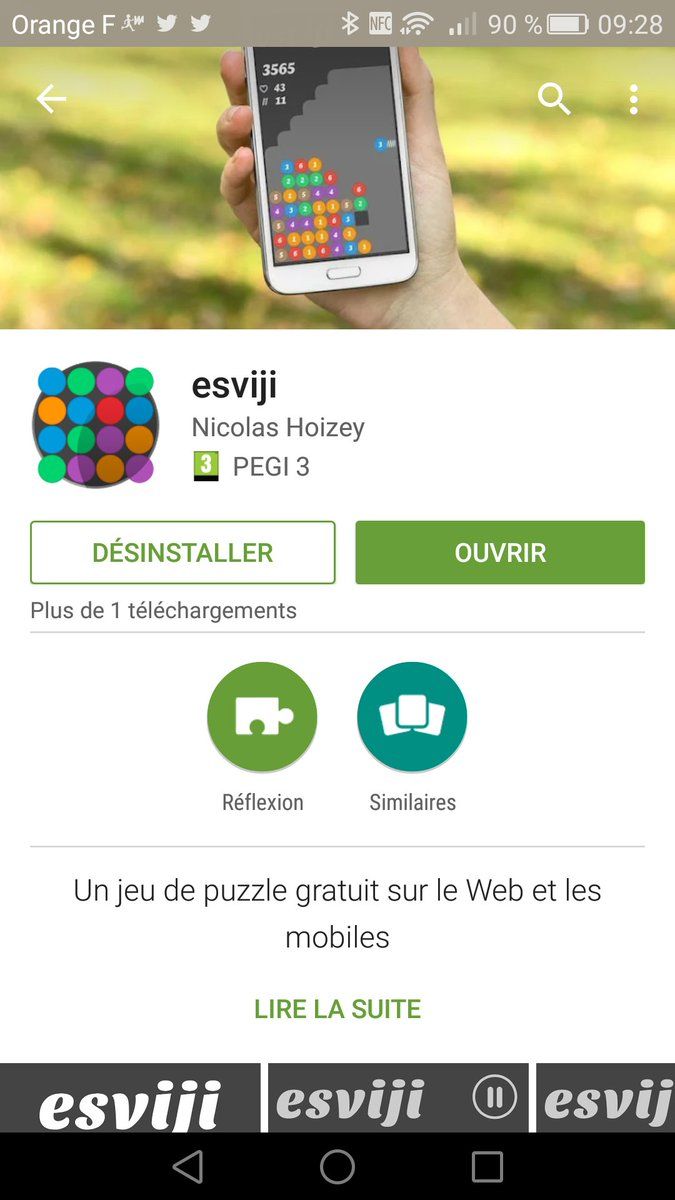 Orange F 90 % 09:28
NFC
3565
43
11
esviji
Nicolas Hoizey
3 PEGI 3
DÉSINSTALLER OUVRIR
Plus de 1 téléchargements
Réflexion Similaires
Un jeu de puzzle gratuit sur le Web et les
mobiles
LIRE LA SUITE
esviji esviji esvij